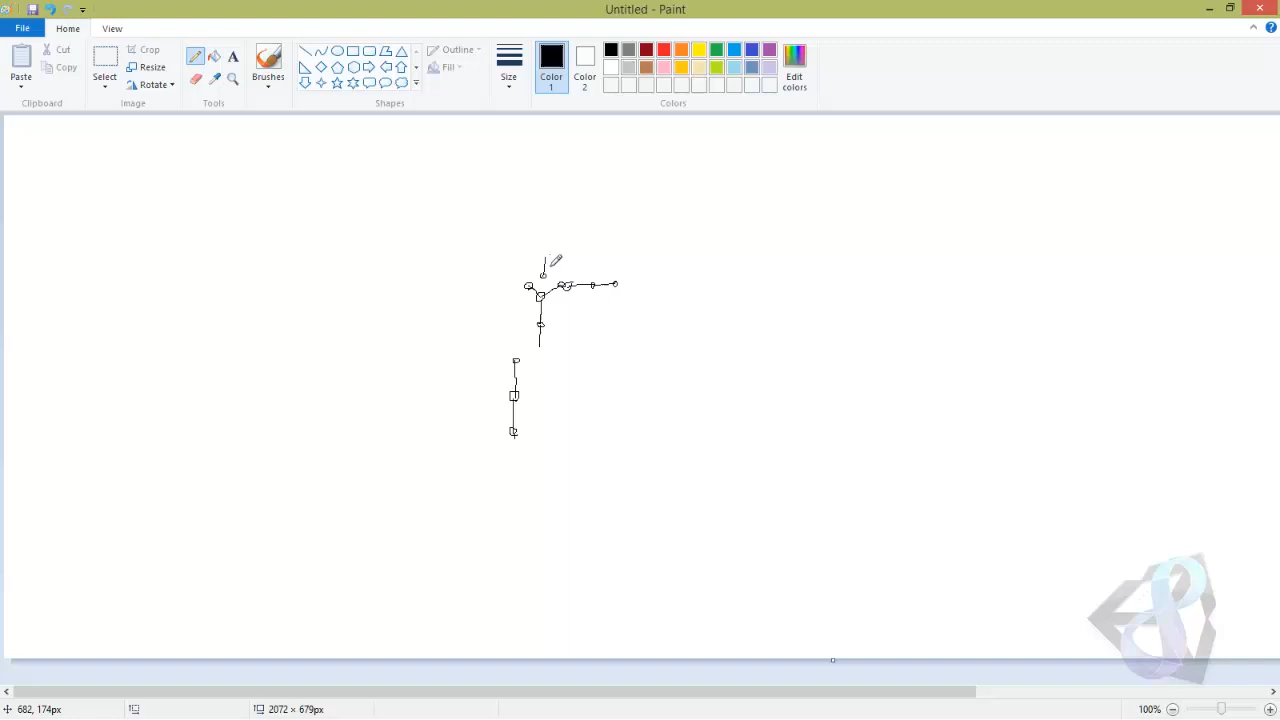 Untitled - Paint
File Home View
Paste Cut Copy Select Crop Resize Rotate Brushes Outline Fill Size Color 1 Color 2 Edit colors
Clipboard Image Tools Shapes Colors
682, 174px 2072 × 679px 100%